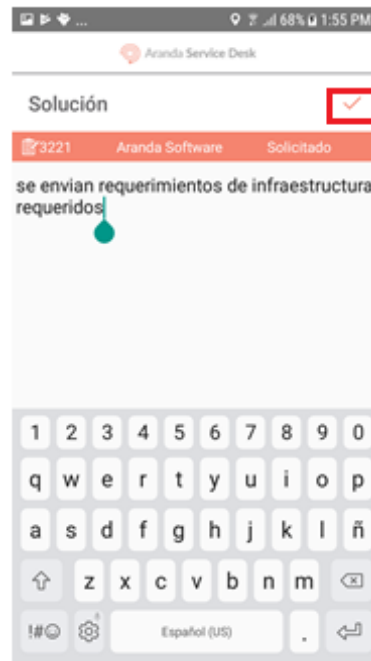 ... 68% 1:55 PM
Aranda Service Desk
Solución
3221 Aranda Software Solicitado
se envian requerimientos de infraestructura
requeridos
1 2 3 4 5 6 7 8 9 0
q w e r t y u i o p
a s d f g h j k l ñ
z x c v b n m
!#☺ Español (US) .